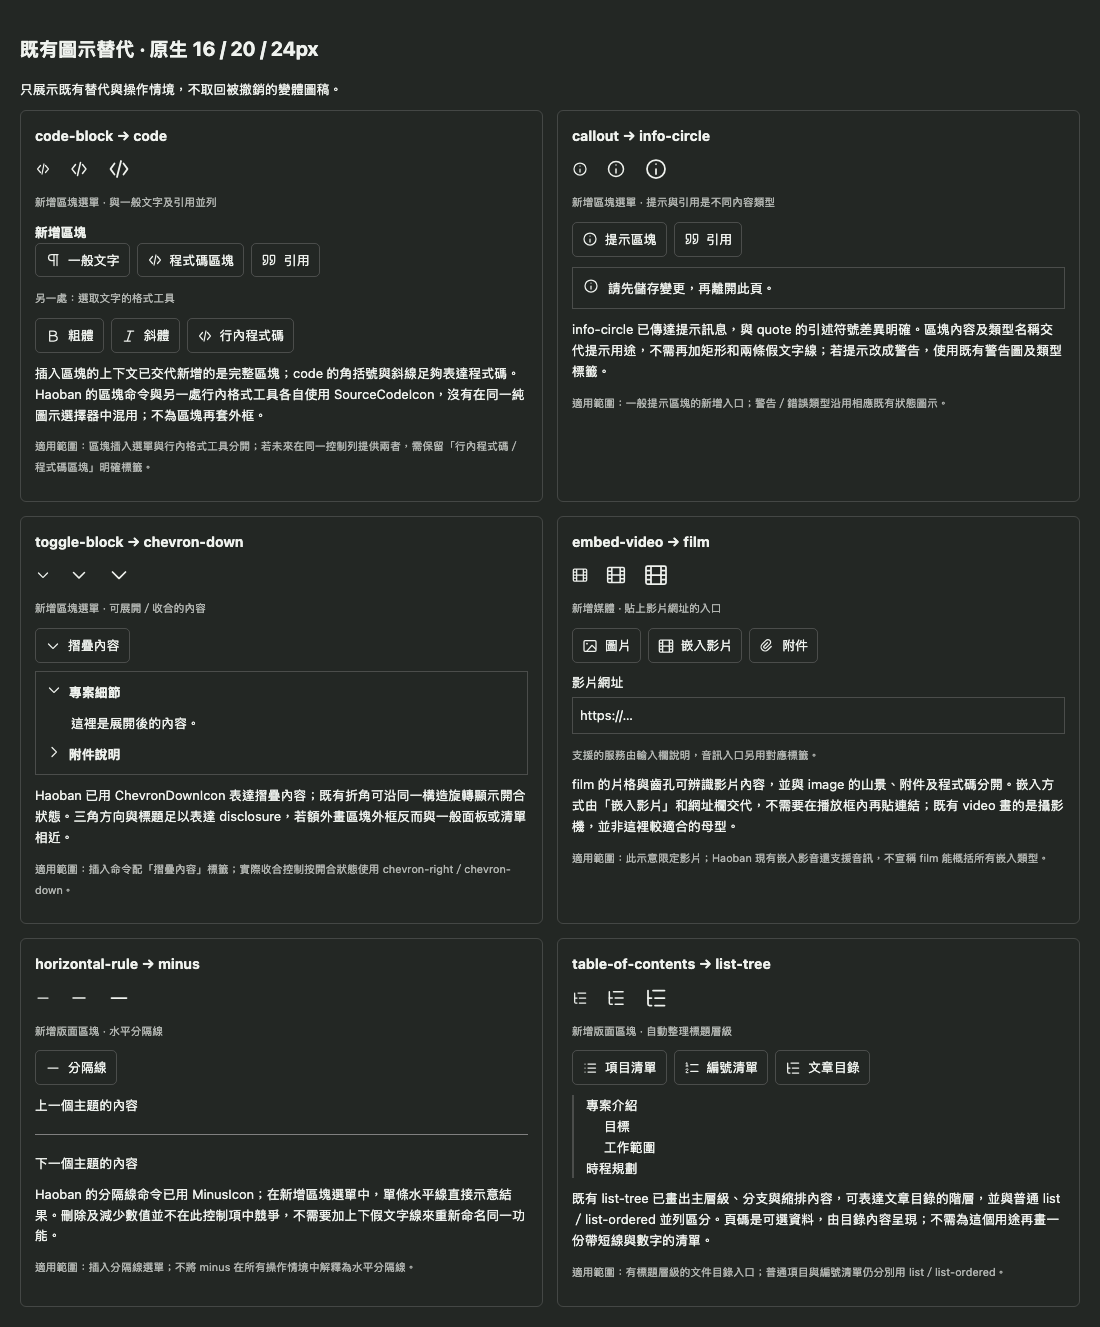 既有圖示替代 · 原生 16 / 20 / 24px
只展示既有替代與操作情境，不取回被撤銷的變體圖稿。
code-block → code
新增區塊選單 · 與一般文字及引用並列
新增區塊
一般文字
程式碼區塊
引用
另一處：選取文字的格式工具
B 粗體
I 斜體
行內程式碼
插入區塊的上下文已交代新增的是完整區塊；code 的角括號與斜線足夠表達程式碼。
Haoban 的區塊命令與另一處行內格式工具各自使用 SourceCodeIcon，沒有在同一純
圖示選擇器中混用；不為區塊再套外框。
適用範圍：區塊插入選單與行內格式工具分開；若未來在同一控制列提供兩者，需保留「行內程式碼 /
程式碼區塊」明確標籤。
callout → info-circle
新增區塊選單 · 提示與引用是不同內容類型
提示區塊
引用
請先儲存變更，再離開此頁。
info-circle 已傳達提示訊息，與 quote 的引述符號差異明確。區塊內容及類型名稱交
代提示用途，不需再加矩形和兩條假文字線；若提示改成警告，使用既有警告圖及類型
標籤。
適用範圍：一般提示區塊的新增入口；警告 / 錯誤類型沿用相應既有狀態圖示。
toggle-block → chevron-down
新增區塊選單 · 可展開 / 收合的內容
摺疊內容
專案細節
這裡是展開後的內容。
附件說明
Haoban 已用 ChevronDownIcon 表達摺疊內容；既有折角可沿同一構造旋轉顯示開合
狀態。三角方向與標題足以表達 disclosure，若額外畫區塊外框反而與一般面板或清單
相近。
適用範圍：插入命令配「摺疊內容」標籤；實際收合控制按開合狀態使用 chevron-right / chevron-
down。
embed-video → film
新增媒體 · 貼上影片網址的入口
圖片
嵌入影片
附件
影片網址
https://...
支援的服務由輸入欄說明，音訊入口另用對應標籤。
film 的片格與齒孔可辨識影片內容，並與 image 的山景、附件及程式碼分開。嵌入方
式由「嵌入影片」和網址欄交代，不需要在播放框內再貼連結；既有 video 畫的是攝影
機，並非這裡較適合的母型。
適用範圍：此示意限定影片；Haoban 現有嵌入影音還支援音訊，不宣稱 film 能概括所有嵌入類型。
horizontal-rule → minus
新增版面區塊 · 水平分隔線
分隔線
上一個主題的內容
下一個主題的內容
Haoban 的分隔線命令已用 MinusIcon；在新增區塊選單中，單條水平線直接示意結
果。刪除及減少數值並不在此控制項中競爭，不需要加上下假文字線來重新命名同一功
能。
適用範圍：插入分隔線選單；不將 minus 在所有操作情境中解釋為水平分隔線。
table-of-contents → list-tree
新增版面區塊 · 自動整理標題層級
項目清單
編號清單
文章目錄
專案介紹
目標
工作範圍
時程規劃
既有 list-tree 已畫出主層級、分支與縮排內容，可表達文章目錄的階層，並與普通 list
/ list-ordered 並列區分。頁碼是可選資料，由目錄內容呈現；不需為這個用途再畫一
份帶短線與數字的清單。
適用範圍：有標題層級的文件目錄入口；普通項目與編號清單仍分別用 list / list-ordered。